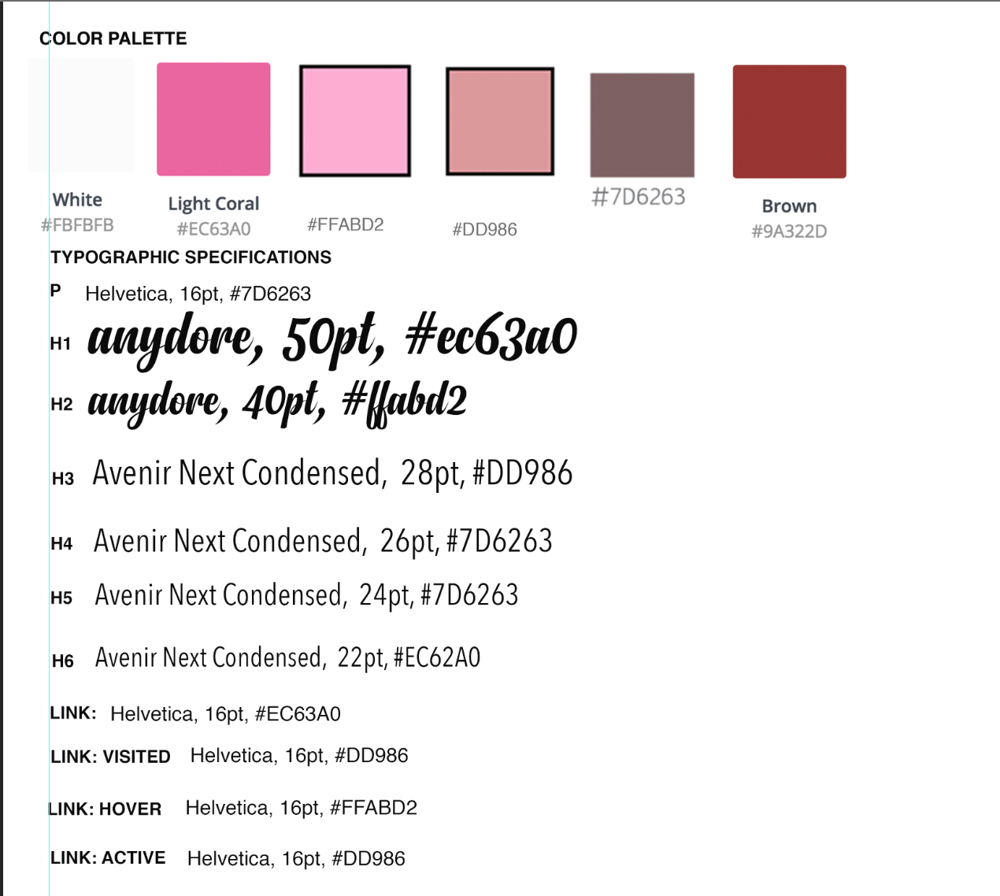 COLOR PALETTE
White
#FBFBFB
Light Coral
#EC63A0
#FFABD2
#DD986
#7D6263
Brown
#9A322D
TYPOGRAPHIC SPECIFICATIONS
P Helvetica, 16pt, #7D6263
H1 anydore, 50pt, #ec63a0
H2 anydore, 40pt, #ffabd2
H3 Avenir Next Condensed, 28pt, #DD986
H4 Avenir Next Condensed, 26pt, #7D6263
H5 Avenir Next Condensed, 24pt, #7D6263
H6 Avenir Next Condensed, 22pt, #EC62A0
LINK: Helvetica, 16pt, #EC63A0
LINK: VISITED Helvetica, 16pt, #DD986
LINK: HOVER Helvetica, 16pt, #FFABD2
LINK: ACTIVE Helvetica, 16pt, #DD986